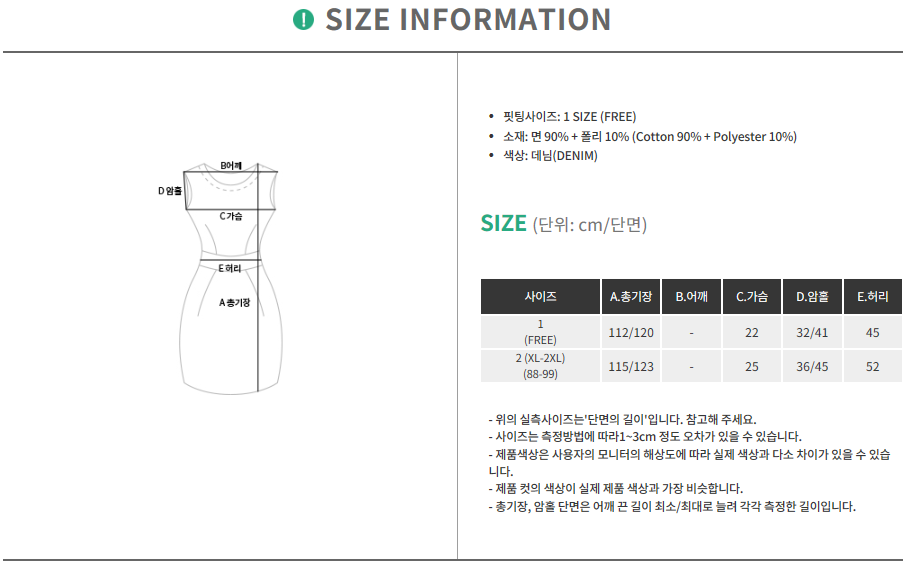 ! SIZE INFORMATION
B어깨
D 암홀
C 가슴
E 허리
A 총기장
• 핏팅사이즈: 1 SIZE (FREE)
• 소재: 면 90% + 폴리 10% (Cotton 90% + Polyester 10%)
• 색상: 데님(DENIM)
SIZE (단위: cm/단면)
사이즈 A.총기장 B.어깨 C.가슴 D.암홀 E.허리
1
(FREE) 112/120 - 22 32/41 45
2 (XL-2XL)
(88-99) 115/123 - 25 36/45 52
- 위의 실측사이즈는'단면의 길이'입니다. 참고해 주세요.
- 사이즈는 측정방법에 따라1~3cm 정도 오차가 있을 수 있습니다.
- 제품색상은 사용자의 모니터의 해상도에 따라 실제 색상과 다소 차이가 있을 수 있습
니다.
- 제품 컷의 색상이 실제 제품 색상과 가장 비슷합니다.
- 총기장, 암홀 단면은 어깨 끈 길이 최소/최대로 늘려 각각 측정한 길이입니다.